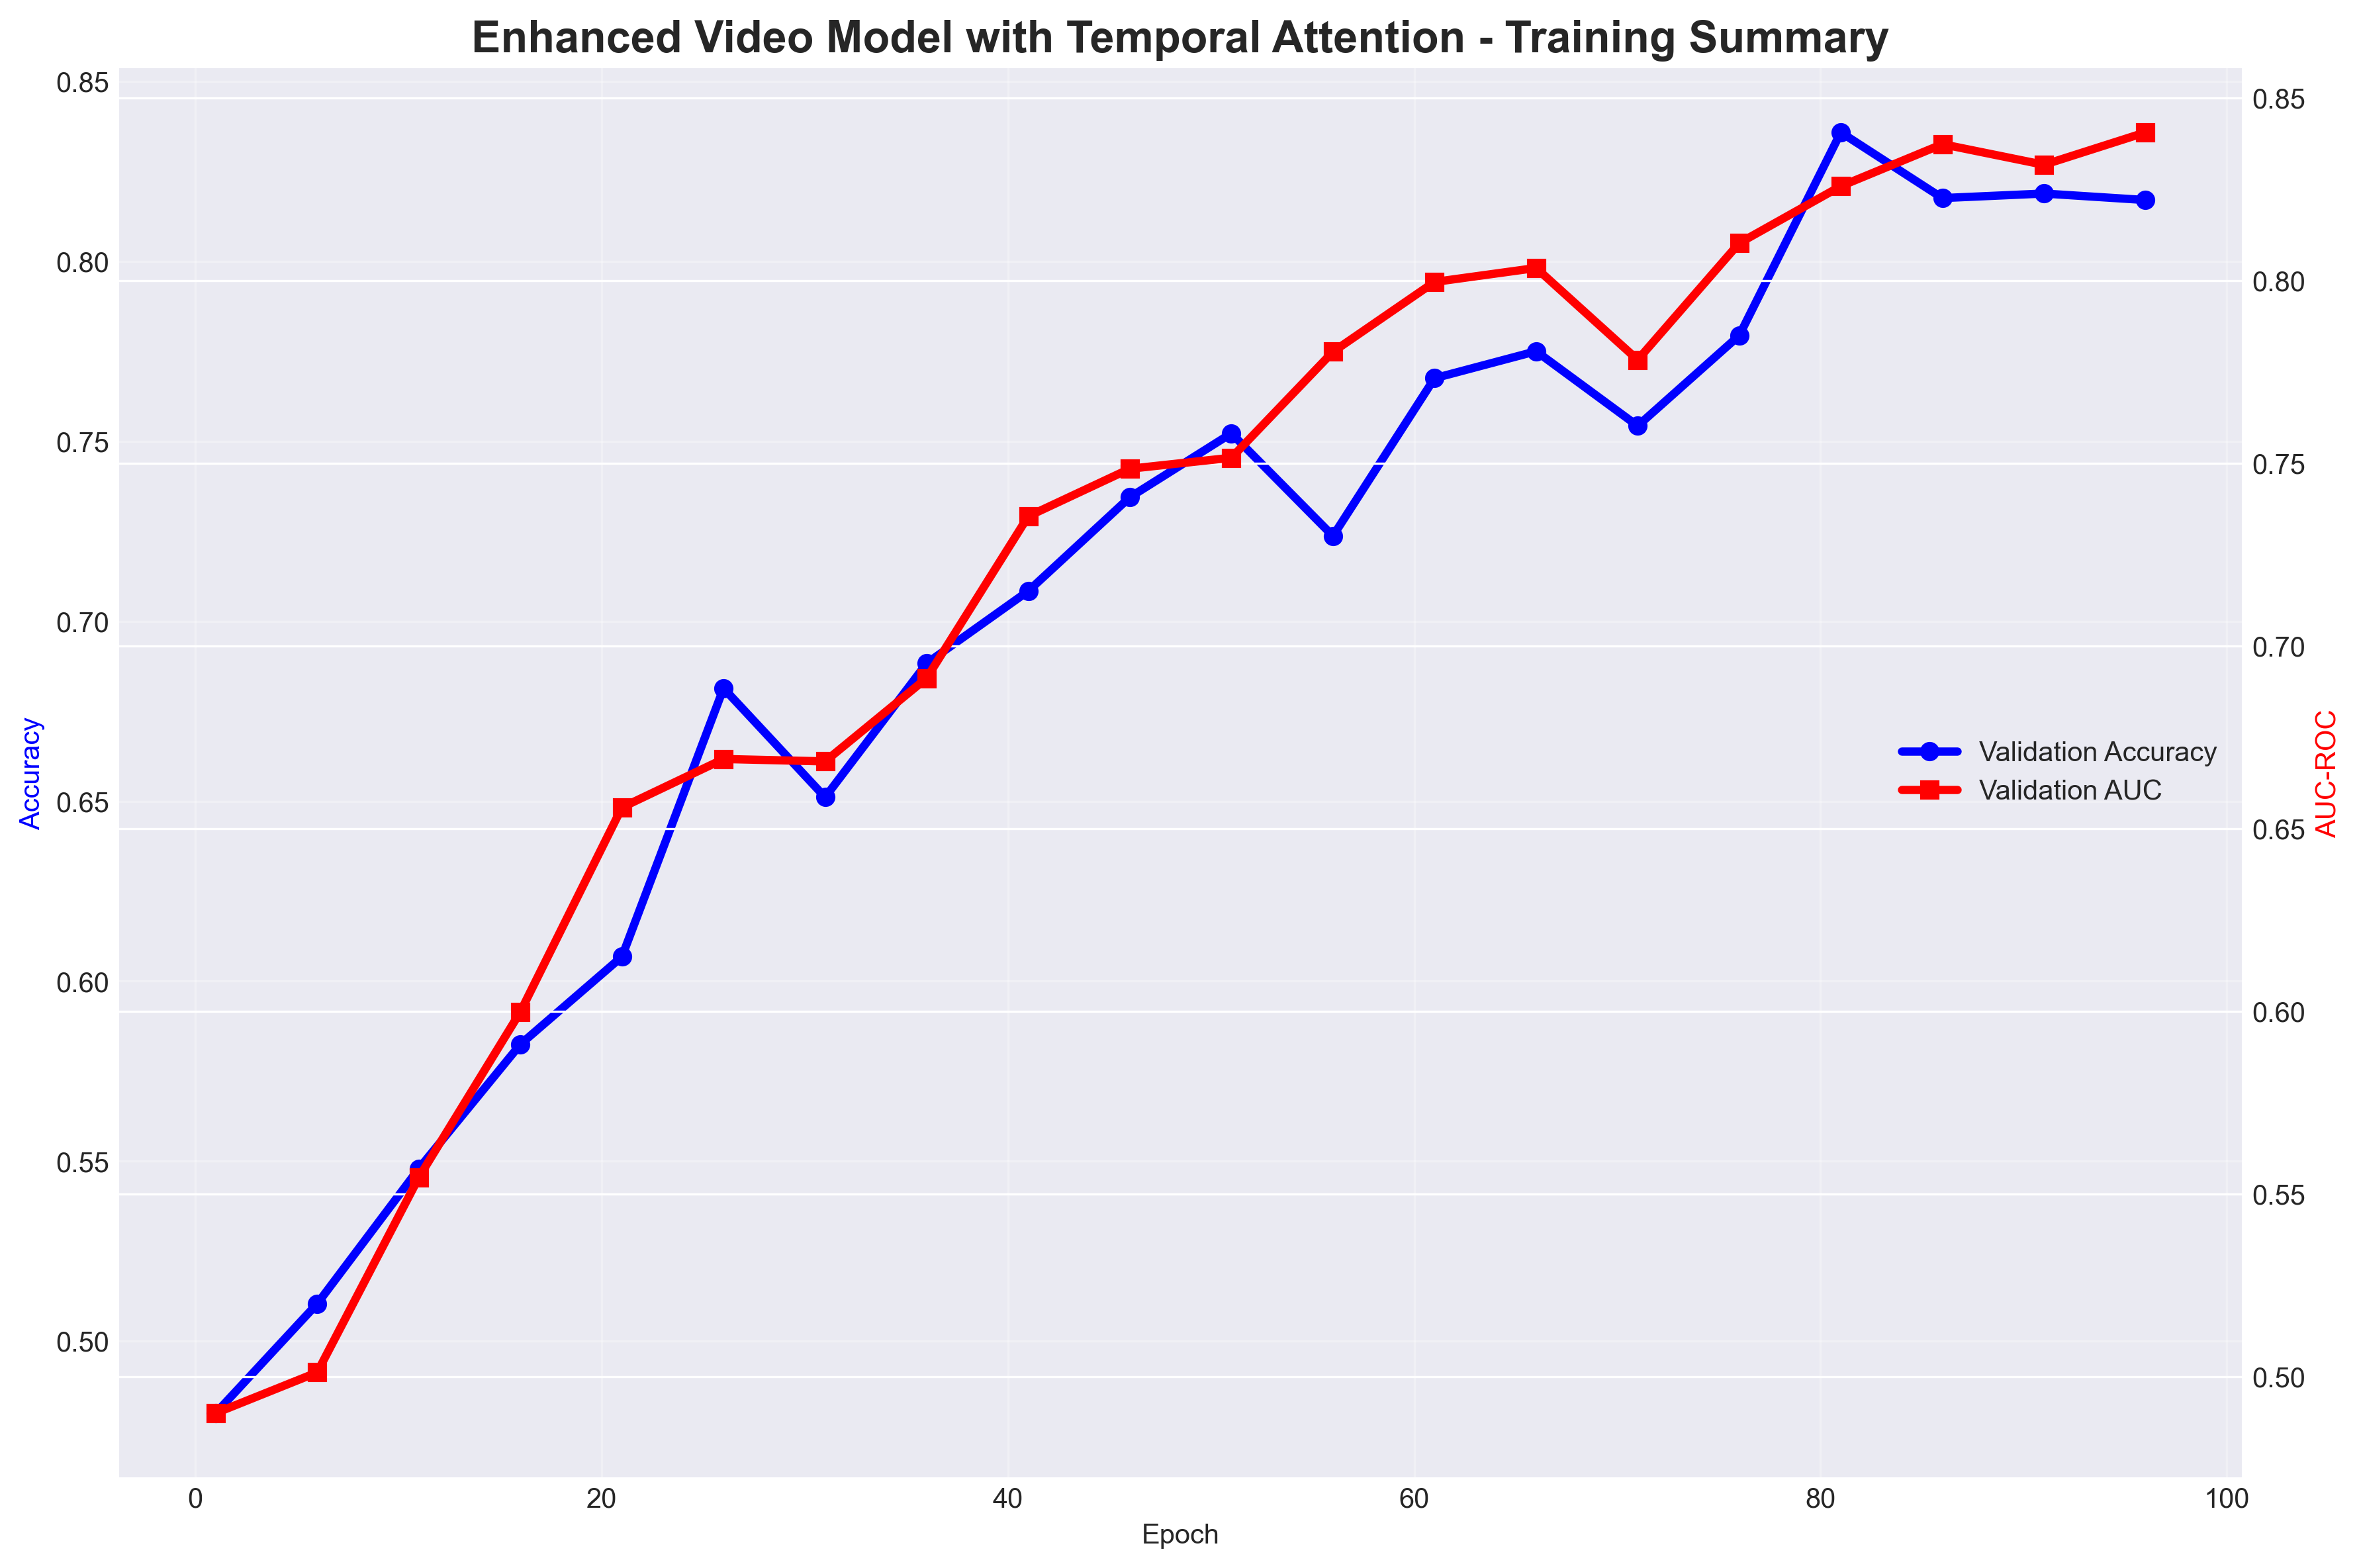 Enhanced Video Model with Temporal Attention - Training Summary
0.85
0.80
0.75
0.70
0.65
0.60
0.55
0.50
Accuracy
0.85
0.80
0.75
0.70
0.65
0.60
0.55
0.50
AUC-ROC
Validation Accuracy
Validation AUC
0 20 40 60 80 100
Epoch